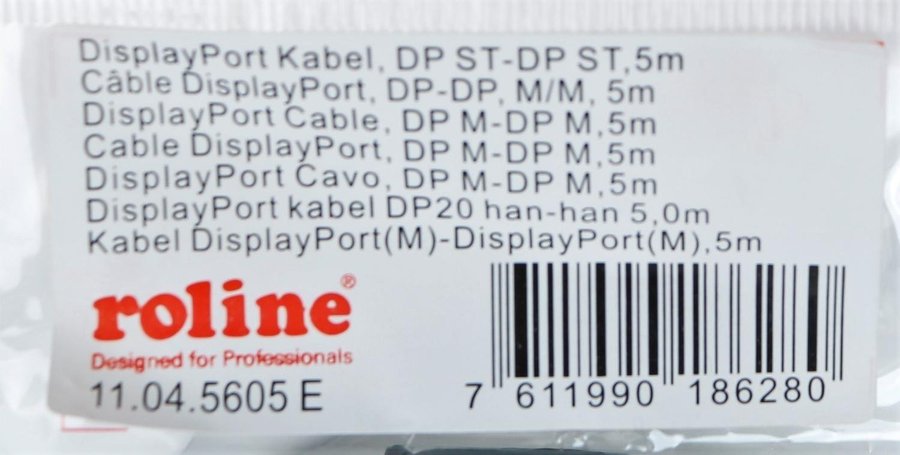 DisplayPort Kabel, DP ST-DP ST,5m
Câble DisplayPort, DP-DP, M/M, 5m
DisplayPort Cable, DP M-DP M,5m
Cable DisplayPort, DP M-DP M,5m
DisplayPort Cavo, DP M-DP M,5m
DisplayPort kabel DP20 han-han 5,0m
Kabel DisplayPort(M)-DisplayPort(M),5m
roline®
Designed for Professionals
11.04.5605 E
7 611990 186280